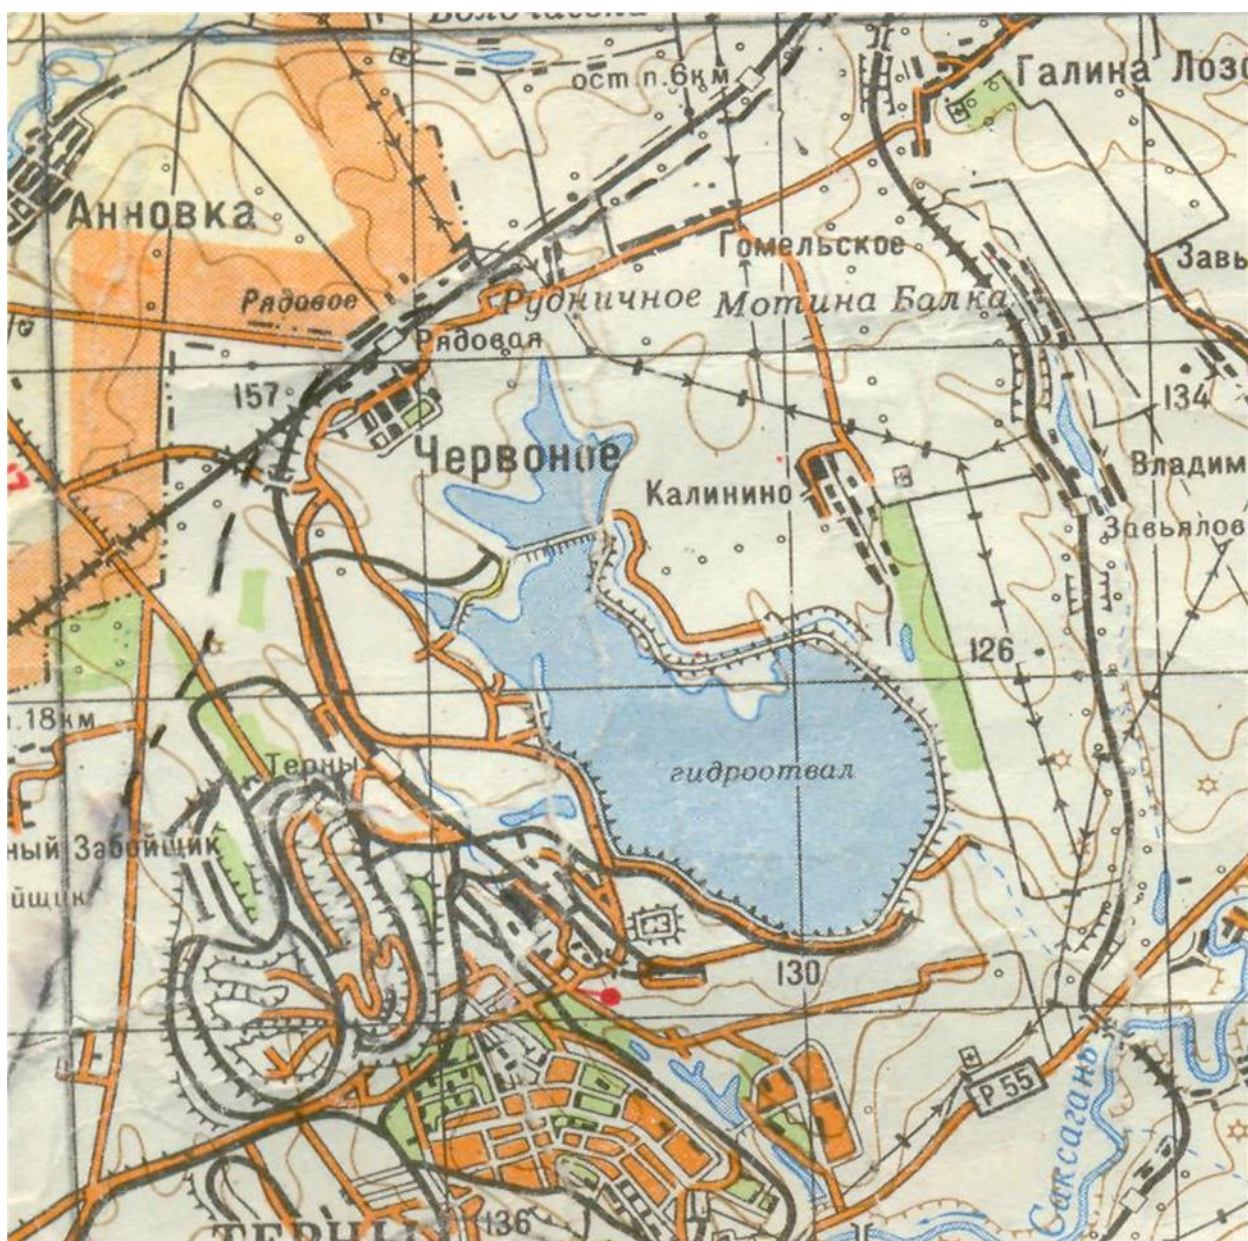 ост.п.6км
Галина Лозо
Анновка
Гомельское
Завь
Рядовое
Рудничное
Мотина Балка
Рядовая
157
134
Червоное
Калинино
Владим
Завьялов
126
.18км
Терны
гидроотвал
ный Забойщик
йщик
130
Р 55
Саксагань
ТЕРНЫ
136